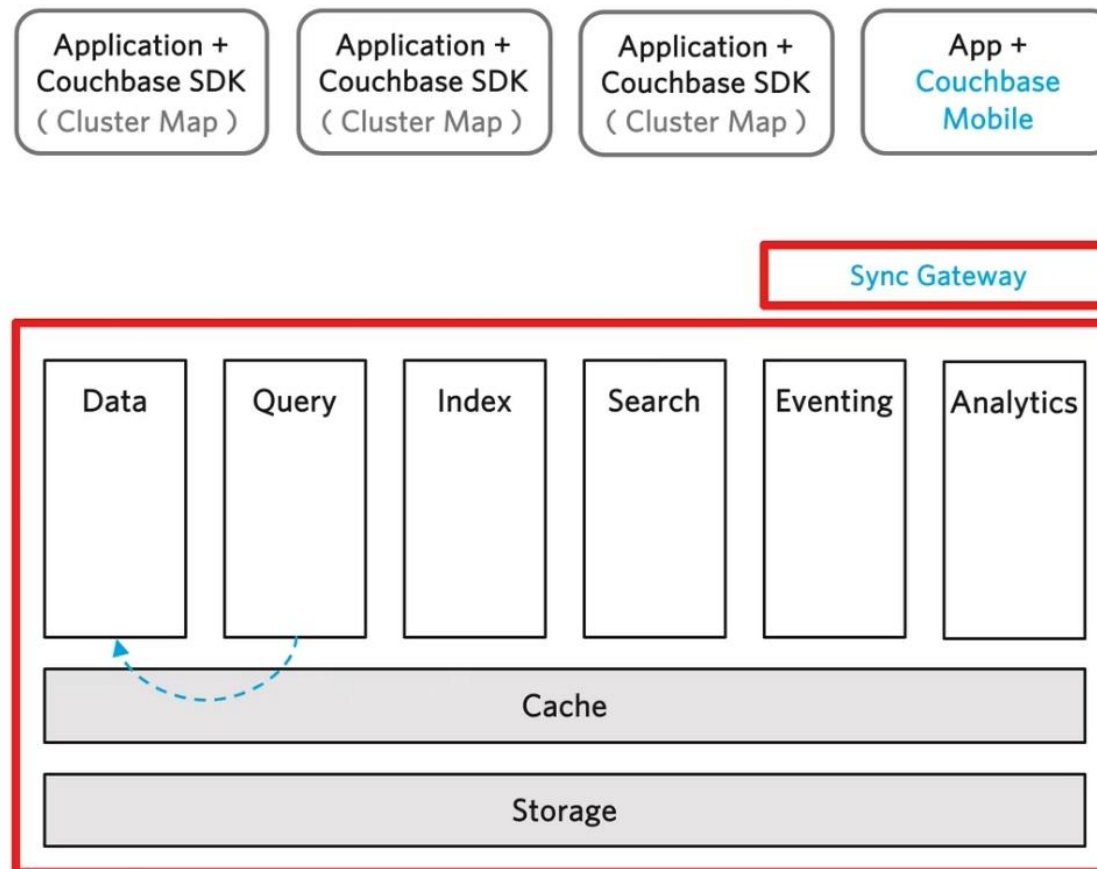 Application +
Couchbase SDK
( Cluster Map )
Application +
Couchbase SDK
( Cluster Map )
Application +
Couchbase SDK
( Cluster Map )
App +
Couchbase
Mobile
Sync Gateway
Data
Query
Index
Search
Eventing
Analytics
Cache
Storage